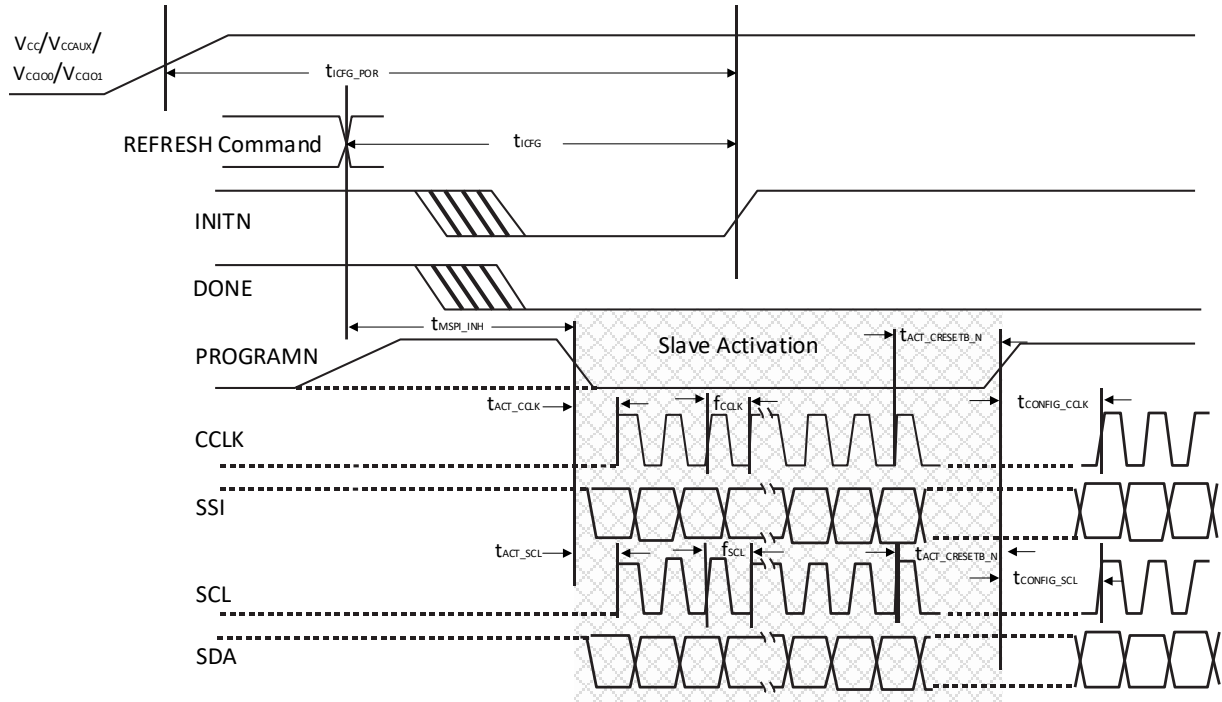 VCC/VCCAUX/
VCCIO0/VCCIO1
tICFG_POR
REFRESH Command
tICFG
INITN
DONE
tMSPI_INH
PROGRAMN
Slave Activation
tACT_CRESETB_N
tACT_CCLK
fCCLK
tCONFIG_CCLK
CCLK
SSI
tACT_SCL
fSCL
tACT_CRESETB_N
tCONFIG_SCL
SCL
SDA